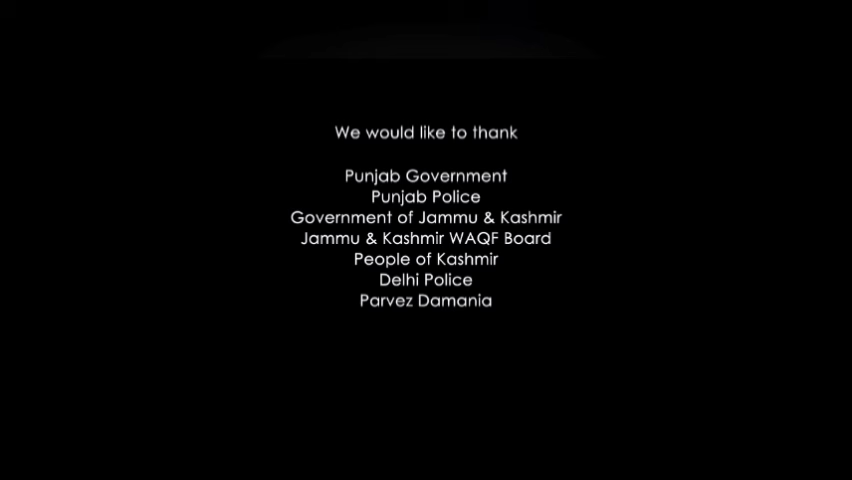 We would like to thank
Punjab Government
Punjab Police
Government of Jammu & Kashmir
Jammu & Kashmir WAQF Board
People of Kashmir
Delhi Police
Parvez Damania